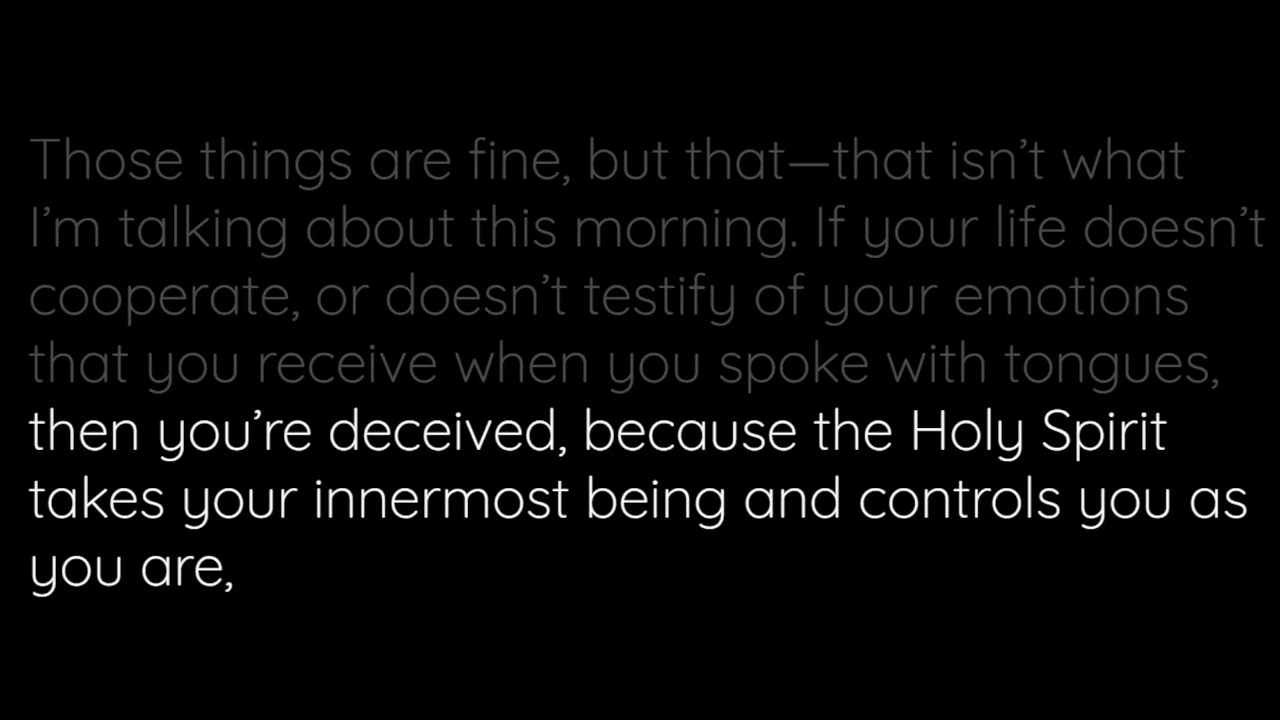 Those things are fine, but that—that isn’t what
I’m talking about this morning. If your life doesn’t
cooperate, or doesn’t testify of your emotions
that you receive when you spoke with tongues,
then you’re deceived, because the Holy Spirit
takes your innermost being and controls you as
you are,